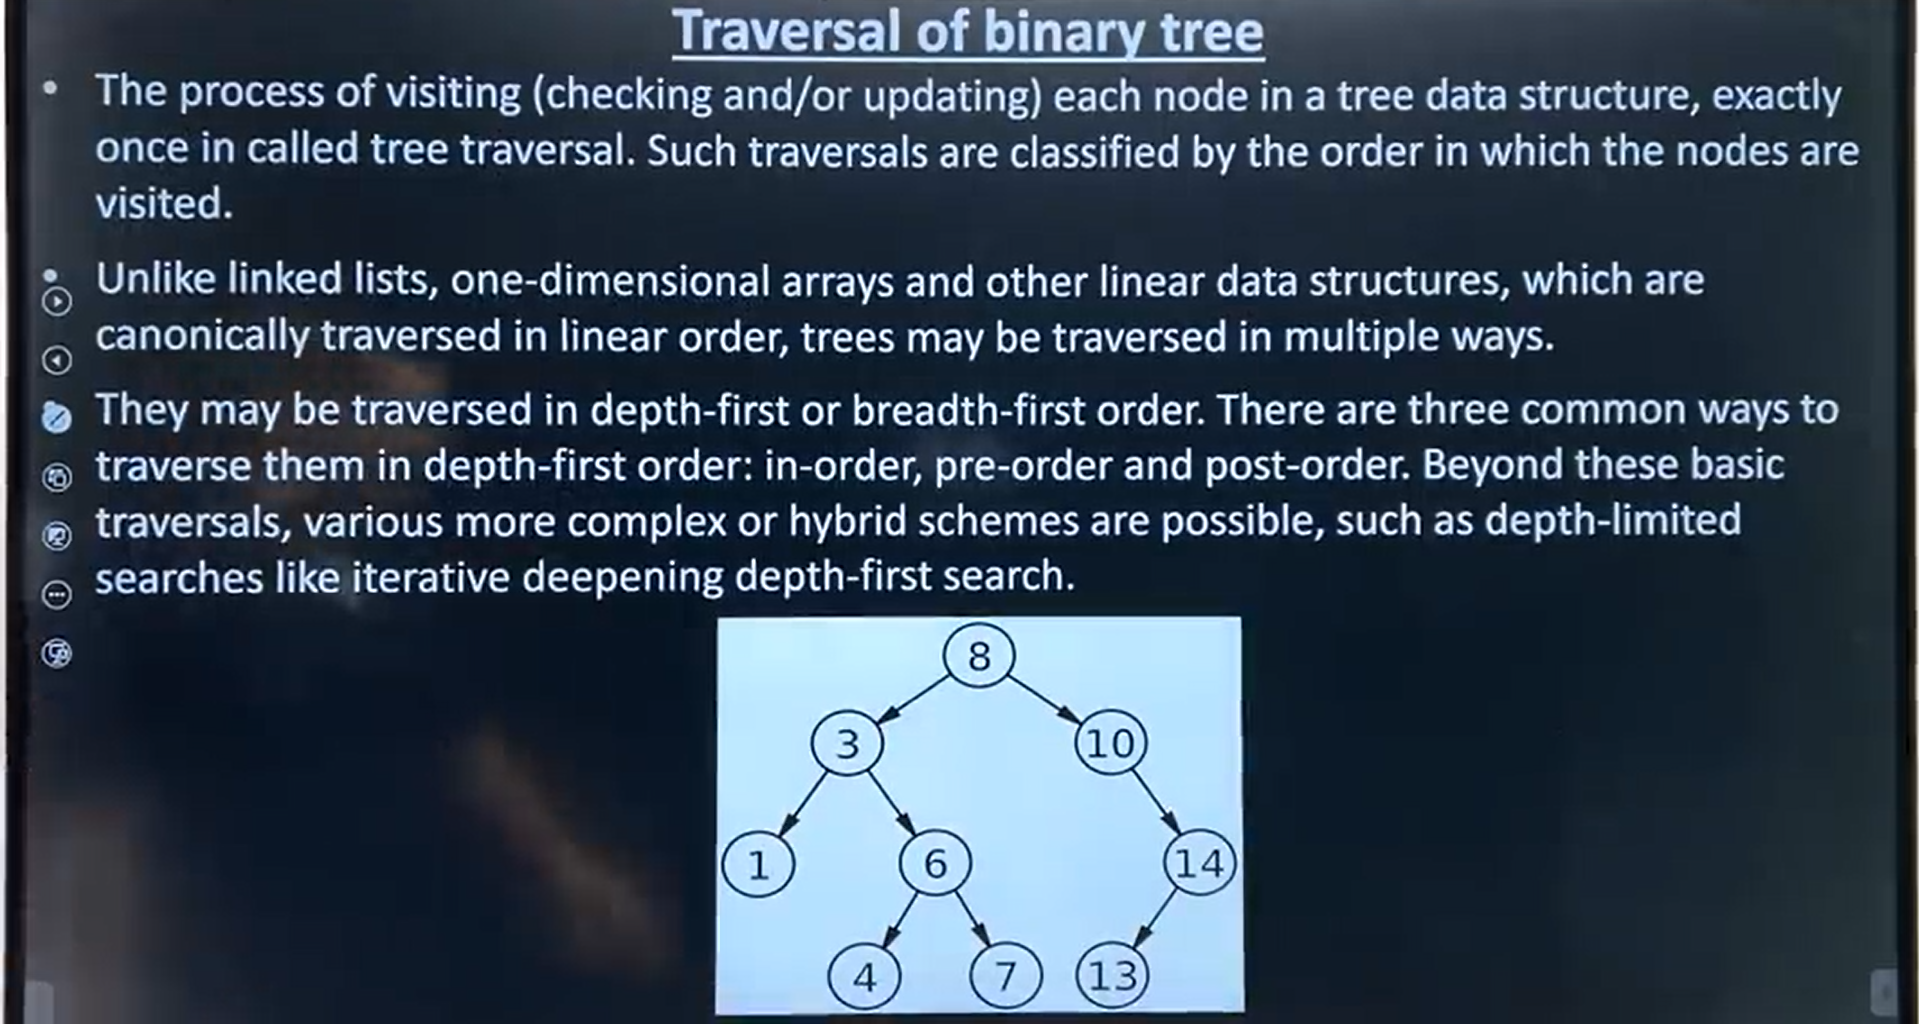 Traversal of binary tree
• The process of visiting (checking and/or updating) each node in a tree data structure, exactly
once in called tree traversal. Such traversals are classified by the order in which the nodes are
visited.
• Unlike linked lists, one-dimensional arrays and other linear data structures, which are
canonically traversed in linear order, trees may be traversed in multiple ways.
They may be traversed in depth-first or breadth-first order. There are three common ways to
traverse them in depth-first order: in-order, pre-order and post-order. Beyond these basic
traversals, various more complex or hybrid schemes are possible, such as depth-limited
searches like iterative deepening depth-first search.
8
3 10
1 6 14
4 7 13